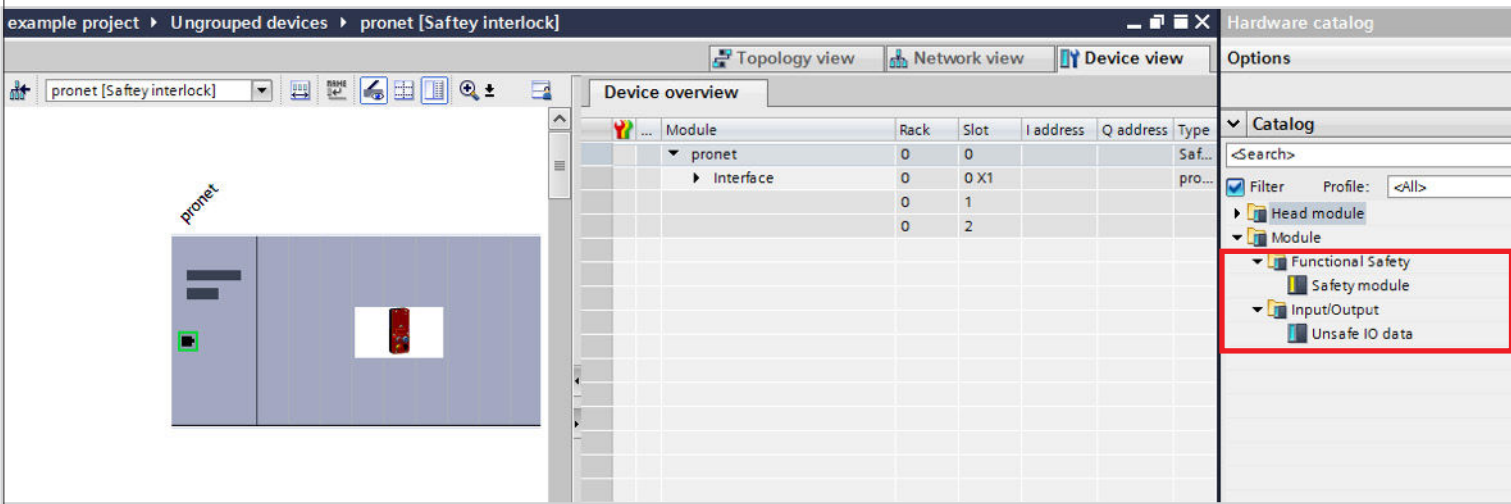 example project ▸ Ungrouped devices ▸ pronet [Saftey interlock]
Hardware catalog
Topology view Network view Device view
Options
pronet [Saftey interlock]
Device overview
... Module Rack Slot I address Q address Type
pronet 0 0 Saf...
Interface 0 0 X1 pro...
0 1
0 2
pronet
Catalog
<Search>
Filter Profile: <All>
Head module
Module
Functional Safety
Safety module
Input/Output
Unsafe IO data